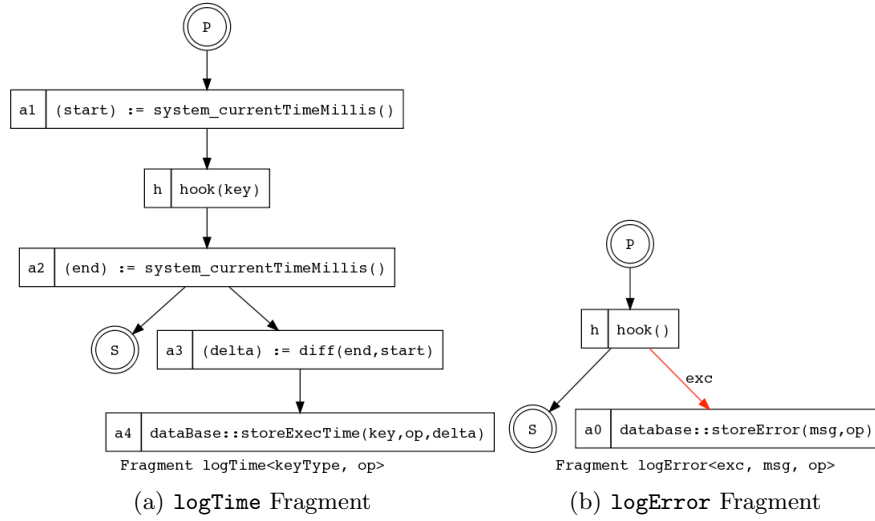 P
a1 (start) := system_currentTimeMillis()
h hook(key)
a2 (end) := system_currentTimeMillis()
S
a3 (delta) := diff(end,start)
a4 dataBase::storeExecTime(key,op,delta)
Fragment logTime<keyType, op>
(a) logTime Fragment
P
h hook()
exc
S
a0 database::storeError(msg,op)
Fragment logError<exc, msg, op>
(b) logError Fragment